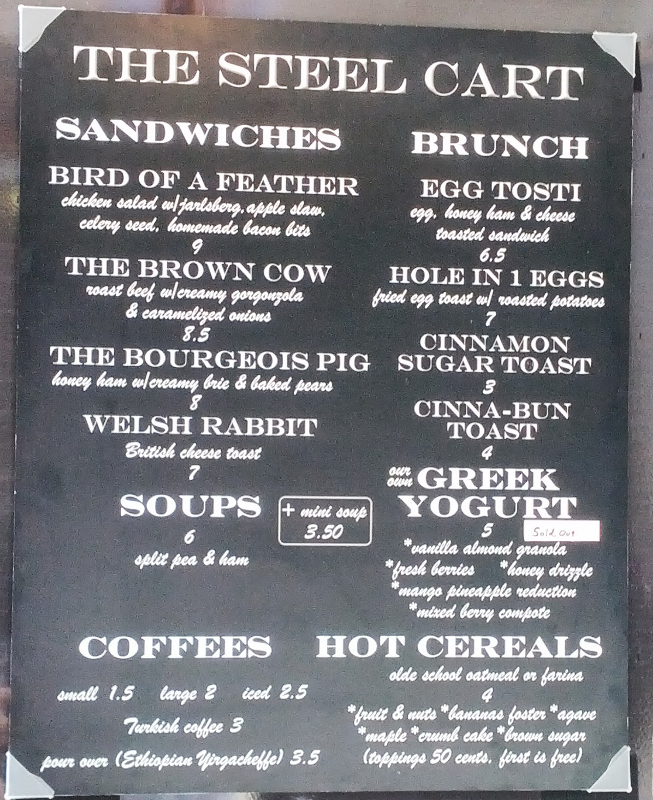 THE STEEL CART
SANDWICHES
BIRD OF A FEATHER
chicken salad w/jarlsberg, apple slaw,
celery seed, homemade bacon bits
9
THE BROWN COW
roast beef w/creamy gorgonzola
& caramelized onions
8.5
THE BOURGEOIS PIG
honey ham w/creamy brie & baked pears
8
WELSH RABBIT
British cheese toast
7
SOUPS
6
split pea & ham
+ mini soup
3.50
COFFEES
small 1.5 large 2 iced 2.5
Turkish coffee 3
pour over (Ethiopian Yirgacheffe) 3.5
BRUNCH
EGG TOSTI
egg, honey ham & cheese
toasted sandwich
6.5
HOLE IN 1 EGGS
fried egg toast w/ roasted potatoes
7
CINNAMON
SUGAR TOAST
3
CINNA-BUN
TOAST
4
our own GREEK
YOGURT
5 Sold Out
*vanilla almond granola
*fresh berries *honey drizzle
*mango pineapple reduction
*mixed berry compote
HOT CEREALS
olde school oatmeal or farina
4
*fruit & nuts *bananas foster *agave
*maple *crumb cake *brown sugar
(toppings 50 cents, first is free)